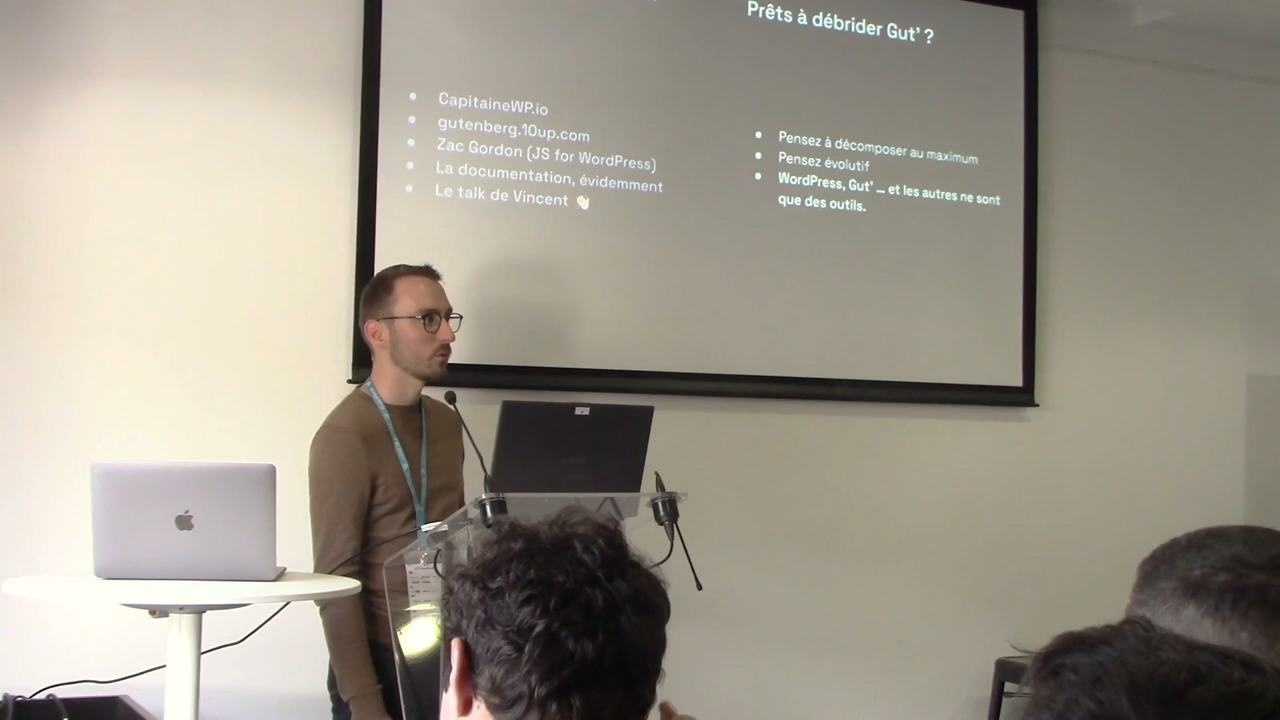 Prêts à débrider Gut' ?
CapitaineWP.io
gutenberg.10up.com
Zac Gordon (JS for WordPress)
La documentation, évidemment
Le talk de Vincent 👋
Pensez à décomposer au maximum
Pensez évolutif
WordPress, Gut' … et les autres ne sont
que des outils.